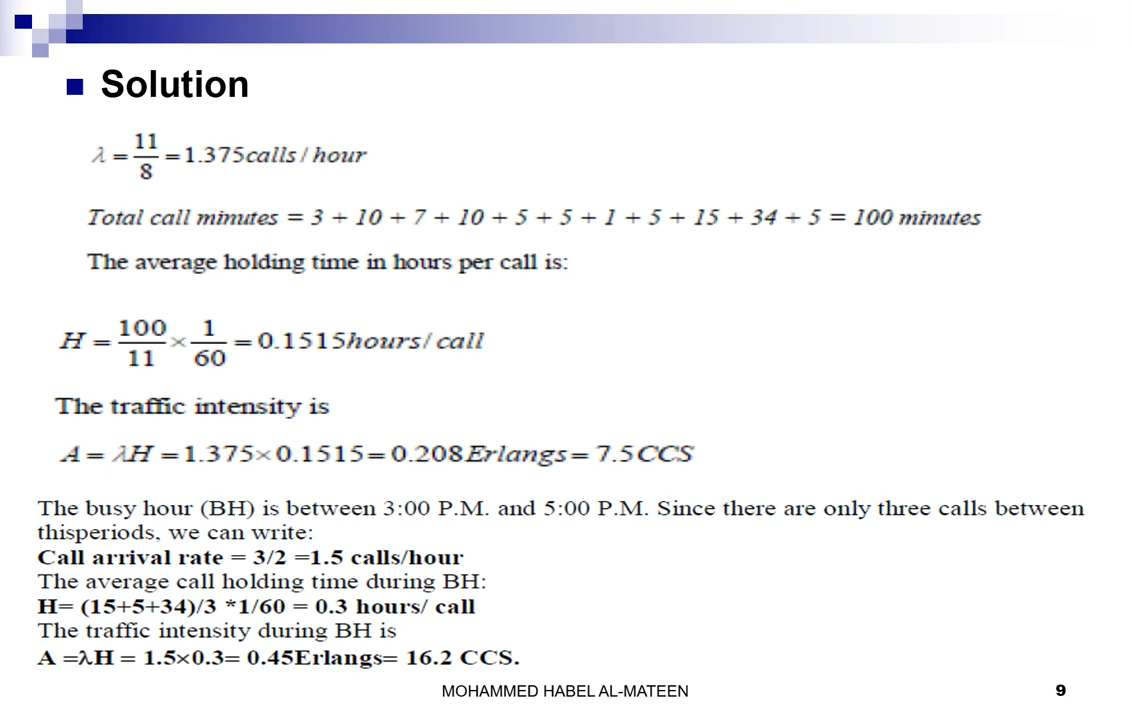 Solution
λ = 11/8 = 1.375calls / hour
Total call minutes = 3 + 10 + 7 + 10 + 5 + 5 + 1 + 5 + 15 + 34 + 5 = 100 minutes
The average holding time in hours per call is:
H = 100/11 × 1/60 = 0.1515hours/ call
The traffic intensity is
A = λH = 1.375×0.1515 = 0.208Erlangs = 7.5CCS
The busy hour (BH) is between 3:00 P.M. and 5:00 P.M. Since there are only three calls between
thisperiods, we can write:
Call arrival rate = 3/2 =1.5 calls/hour
The average call holding time during BH:
H= (15+5+34)/3 *1/60 = 0.3 hours/ call
The traffic intensity during BH is
A =λH = 1.5×0.3= 0.45Erlangs= 16.2 CCS.
MOHAMMED HABEL AL-MATEEN
9